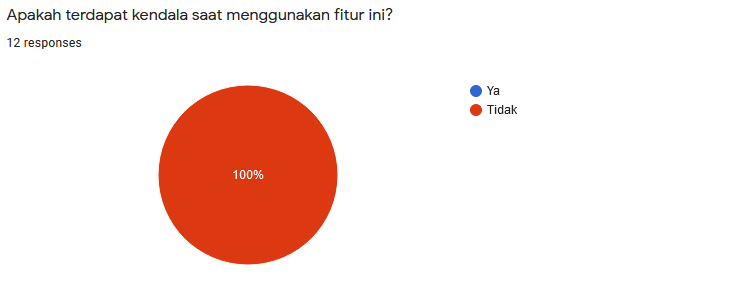 Apakah terdapat kendala saat menggunakan fitur ini?
12 responses
Ya
Tidak
100%